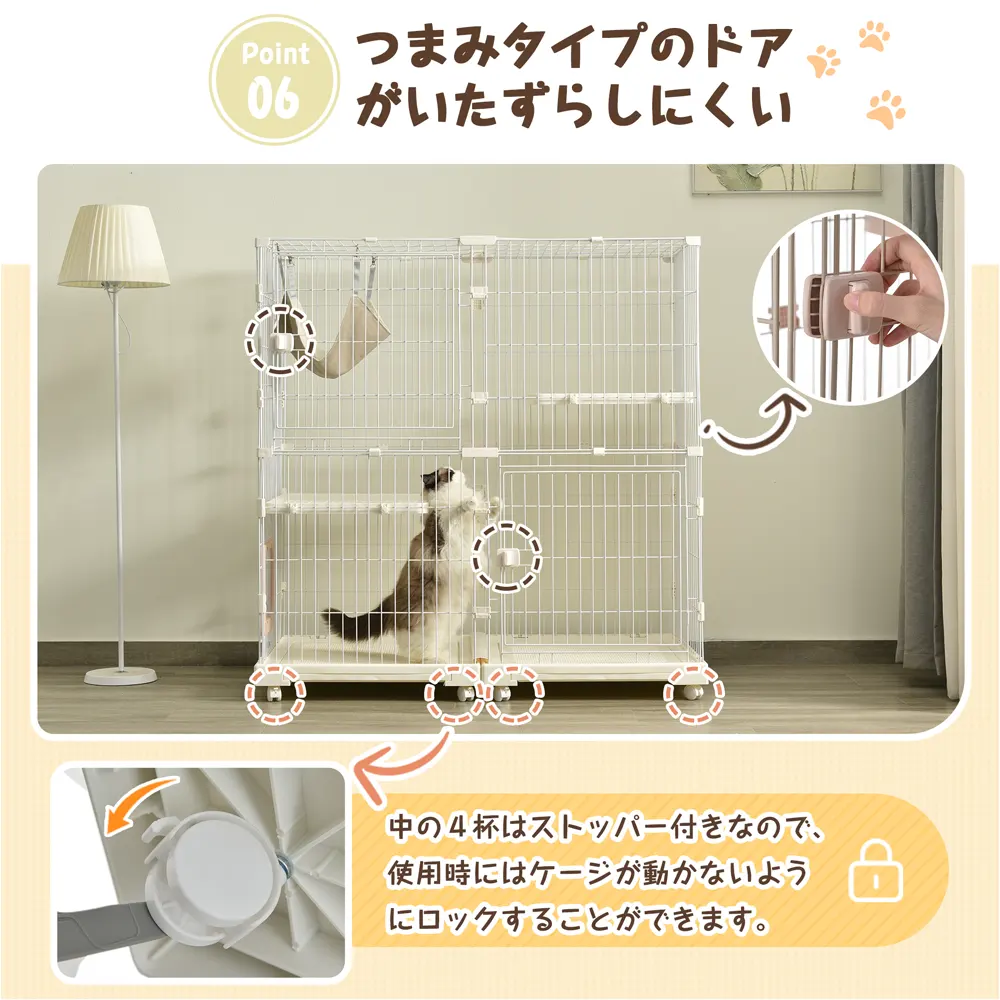 Point
06
つまみタイプのドア
がいたずらしにくい
中の4杯はストッパー付きなので、
使用時にはケージが動かないよう
にロックすることができます。